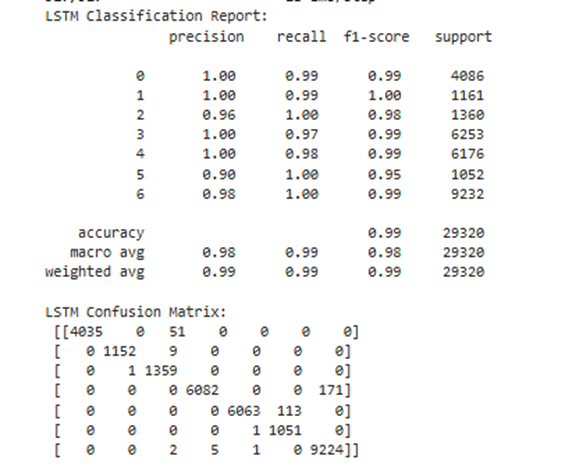 LSTM Classification Report:
precision recall f1-score support
0 1.00 0.99 0.99 4086
1 1.00 0.99 1.00 1161
2 0.96 1.00 0.98 1360
3 1.00 0.97 0.99 6253
4 1.00 0.98 0.99 6176
5 0.90 1.00 0.95 1052
6 0.98 1.00 0.99 9232
accuracy 0.99 29320
macro avg 0.98 0.99 0.98 29320
weighted avg 0.99 0.99 0.99 29320
LSTM Confusion Matrix:
[[4035 0 51 0 0 0 0]
[ 0 1152 9 0 0 0 0]
[ 0 1 1359 0 0 0 0]
[ 0 0 0 6082 0 0 171]
[ 0 0 0 0 6063 113 0]
[ 0 0 0 0 1 1051 0]
[ 0 0 2 5 1 0 9224]]